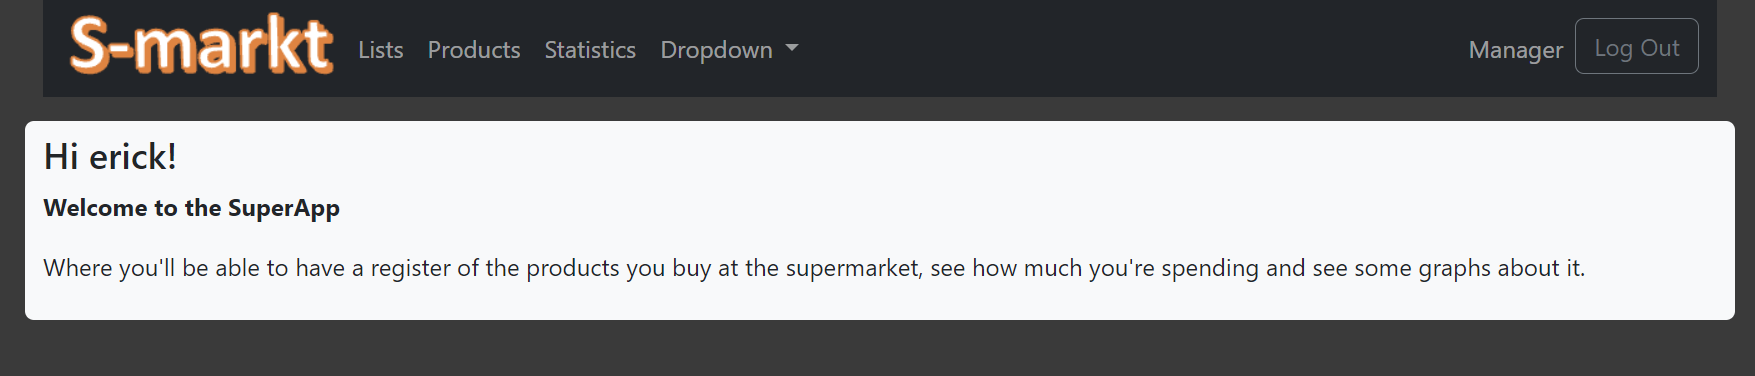 S-markt Lists Products Statistics Dropdown Manager Log Out
Hi erick!
Welcome to the SuperApp
Where you'll be able to have a register of the products you buy at the supermarket, see how much you're spending and see some graphs about it.